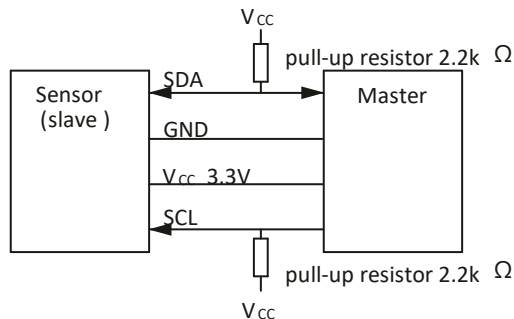 VCC
pull-up resistor 2.2k Ω
SDA
Sensor
(slave )
Master
GND
VCC 3.3V
SCL
pull-up resistor 2.2k Ω
VCC